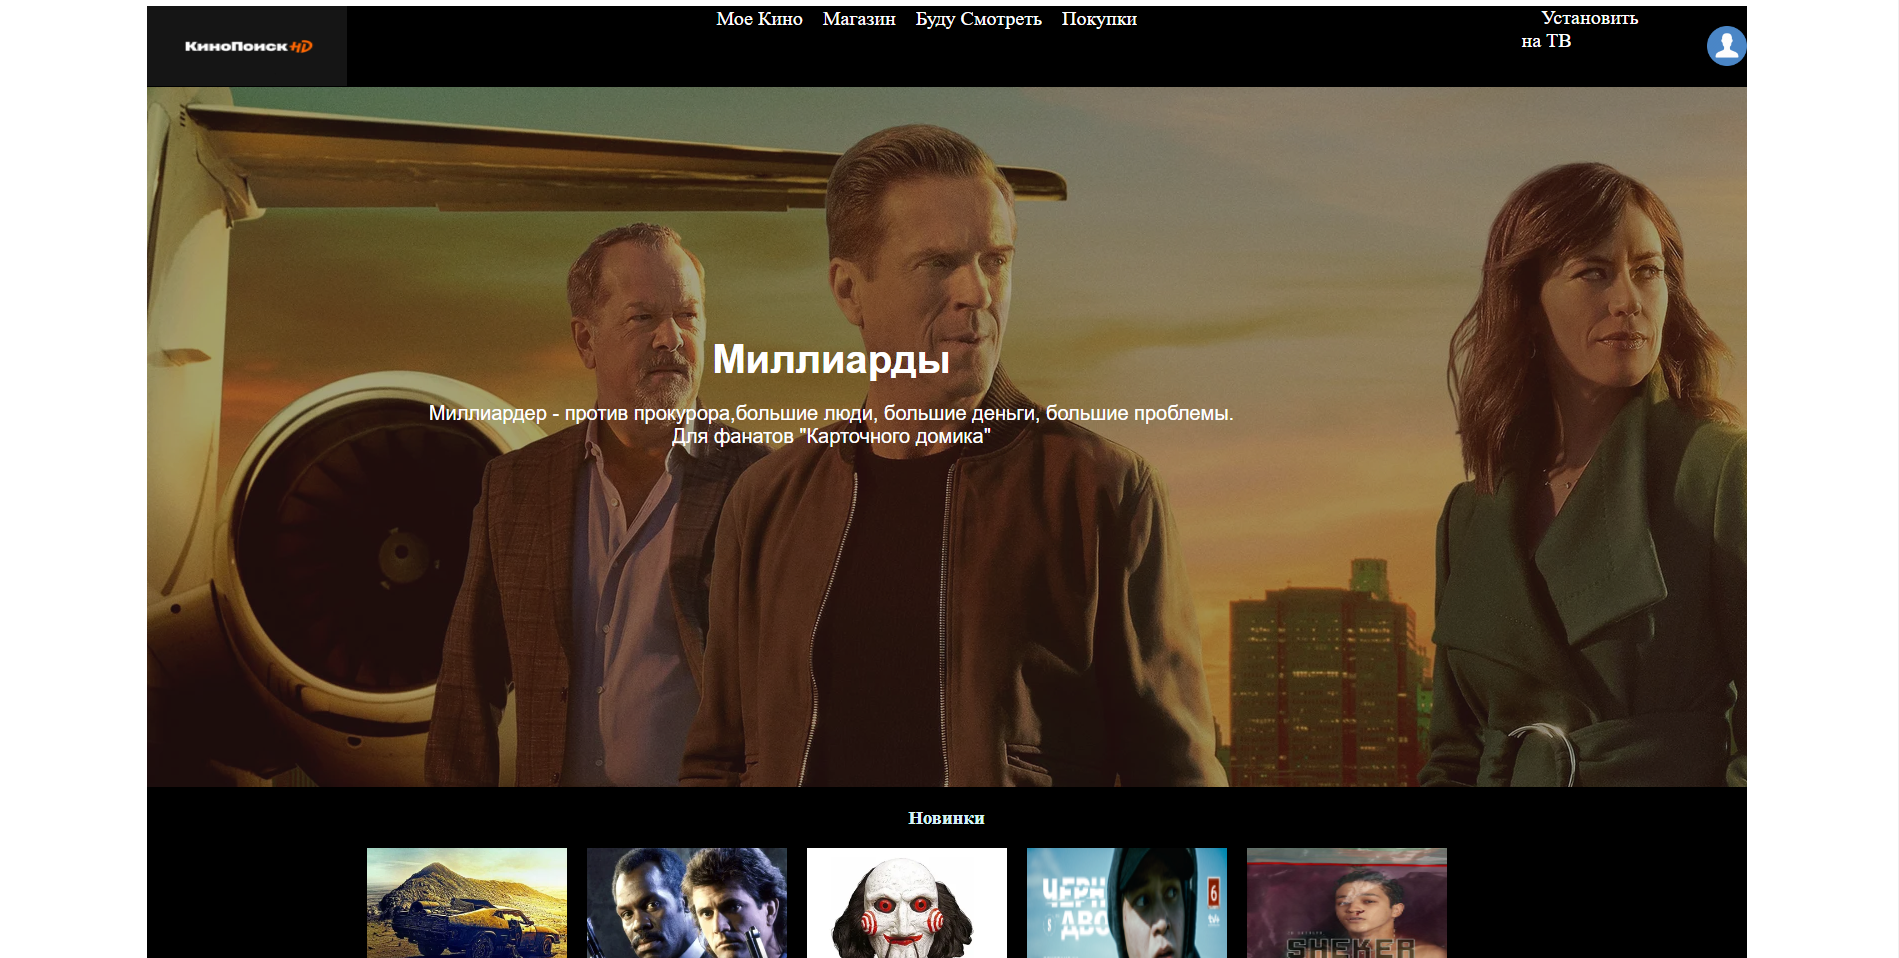 КиноПоиск HD
Мое Кино Магазин Буду Смотреть Покупки
Установить
на ТВ
Миллиарды
Миллиардер - против прокурора,большие люди, большие деньги, большие проблемы.
Для фанатов "Карточного домика"
Новинки
ЧЕРН
ДВО
6
SHEKER